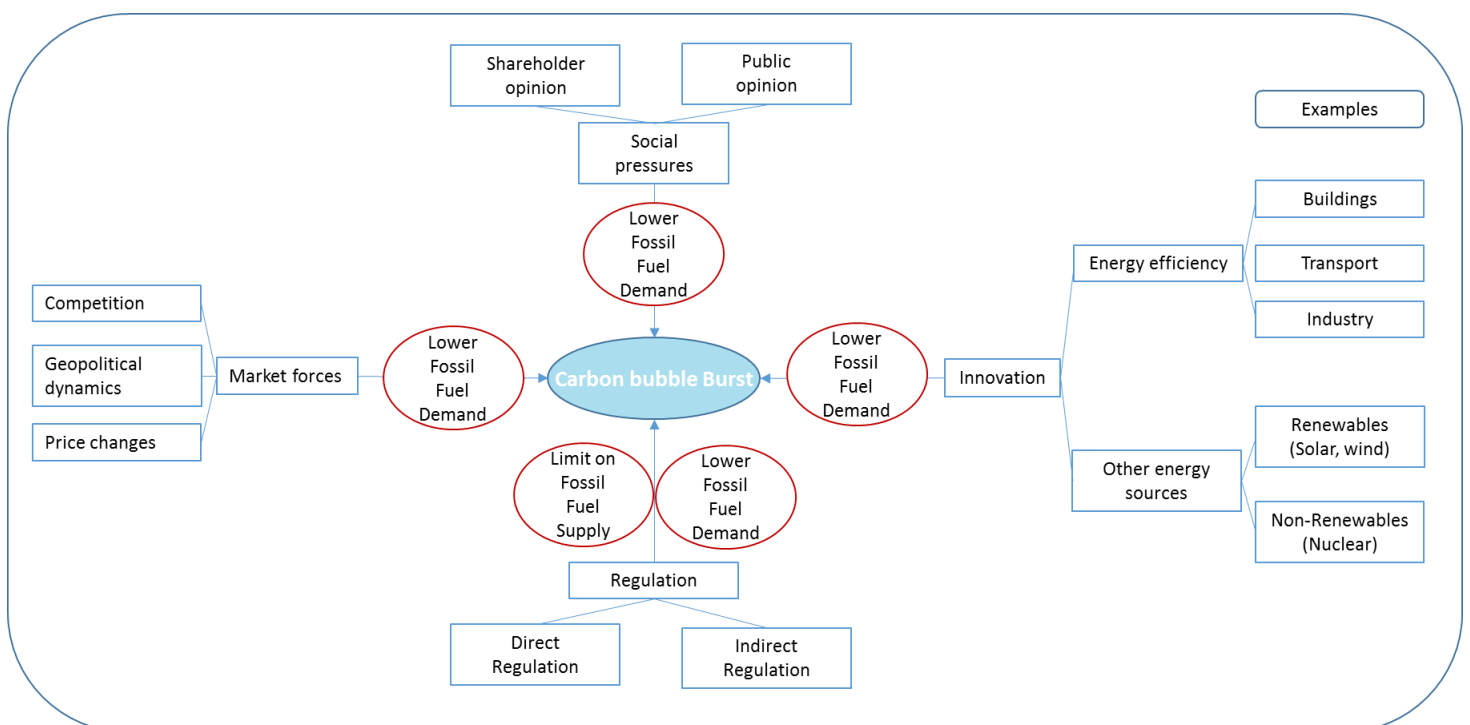 Shareholder
opinion
Public
opinion
Examples
Social
pressures
Lower
Fossil
Fuel
Demand
Buildings
Energy efficiency
Transport
Industry
Competition
Geopolitical
dynamics
Market forces
Price changes
Lower
Fossil
Fuel
Demand
Carbon bubble Burst
Lower
Fossil
Fuel
Demand
Innovation
Renewables
(Solar, wind)
Other energy
sources
Non-Renewables
(Nuclear)
Limit on
Fossil
Fuel
Supply
Lower
Fossil
Fuel
Demand
Regulation
Direct
Regulation
Indirect
Regulation